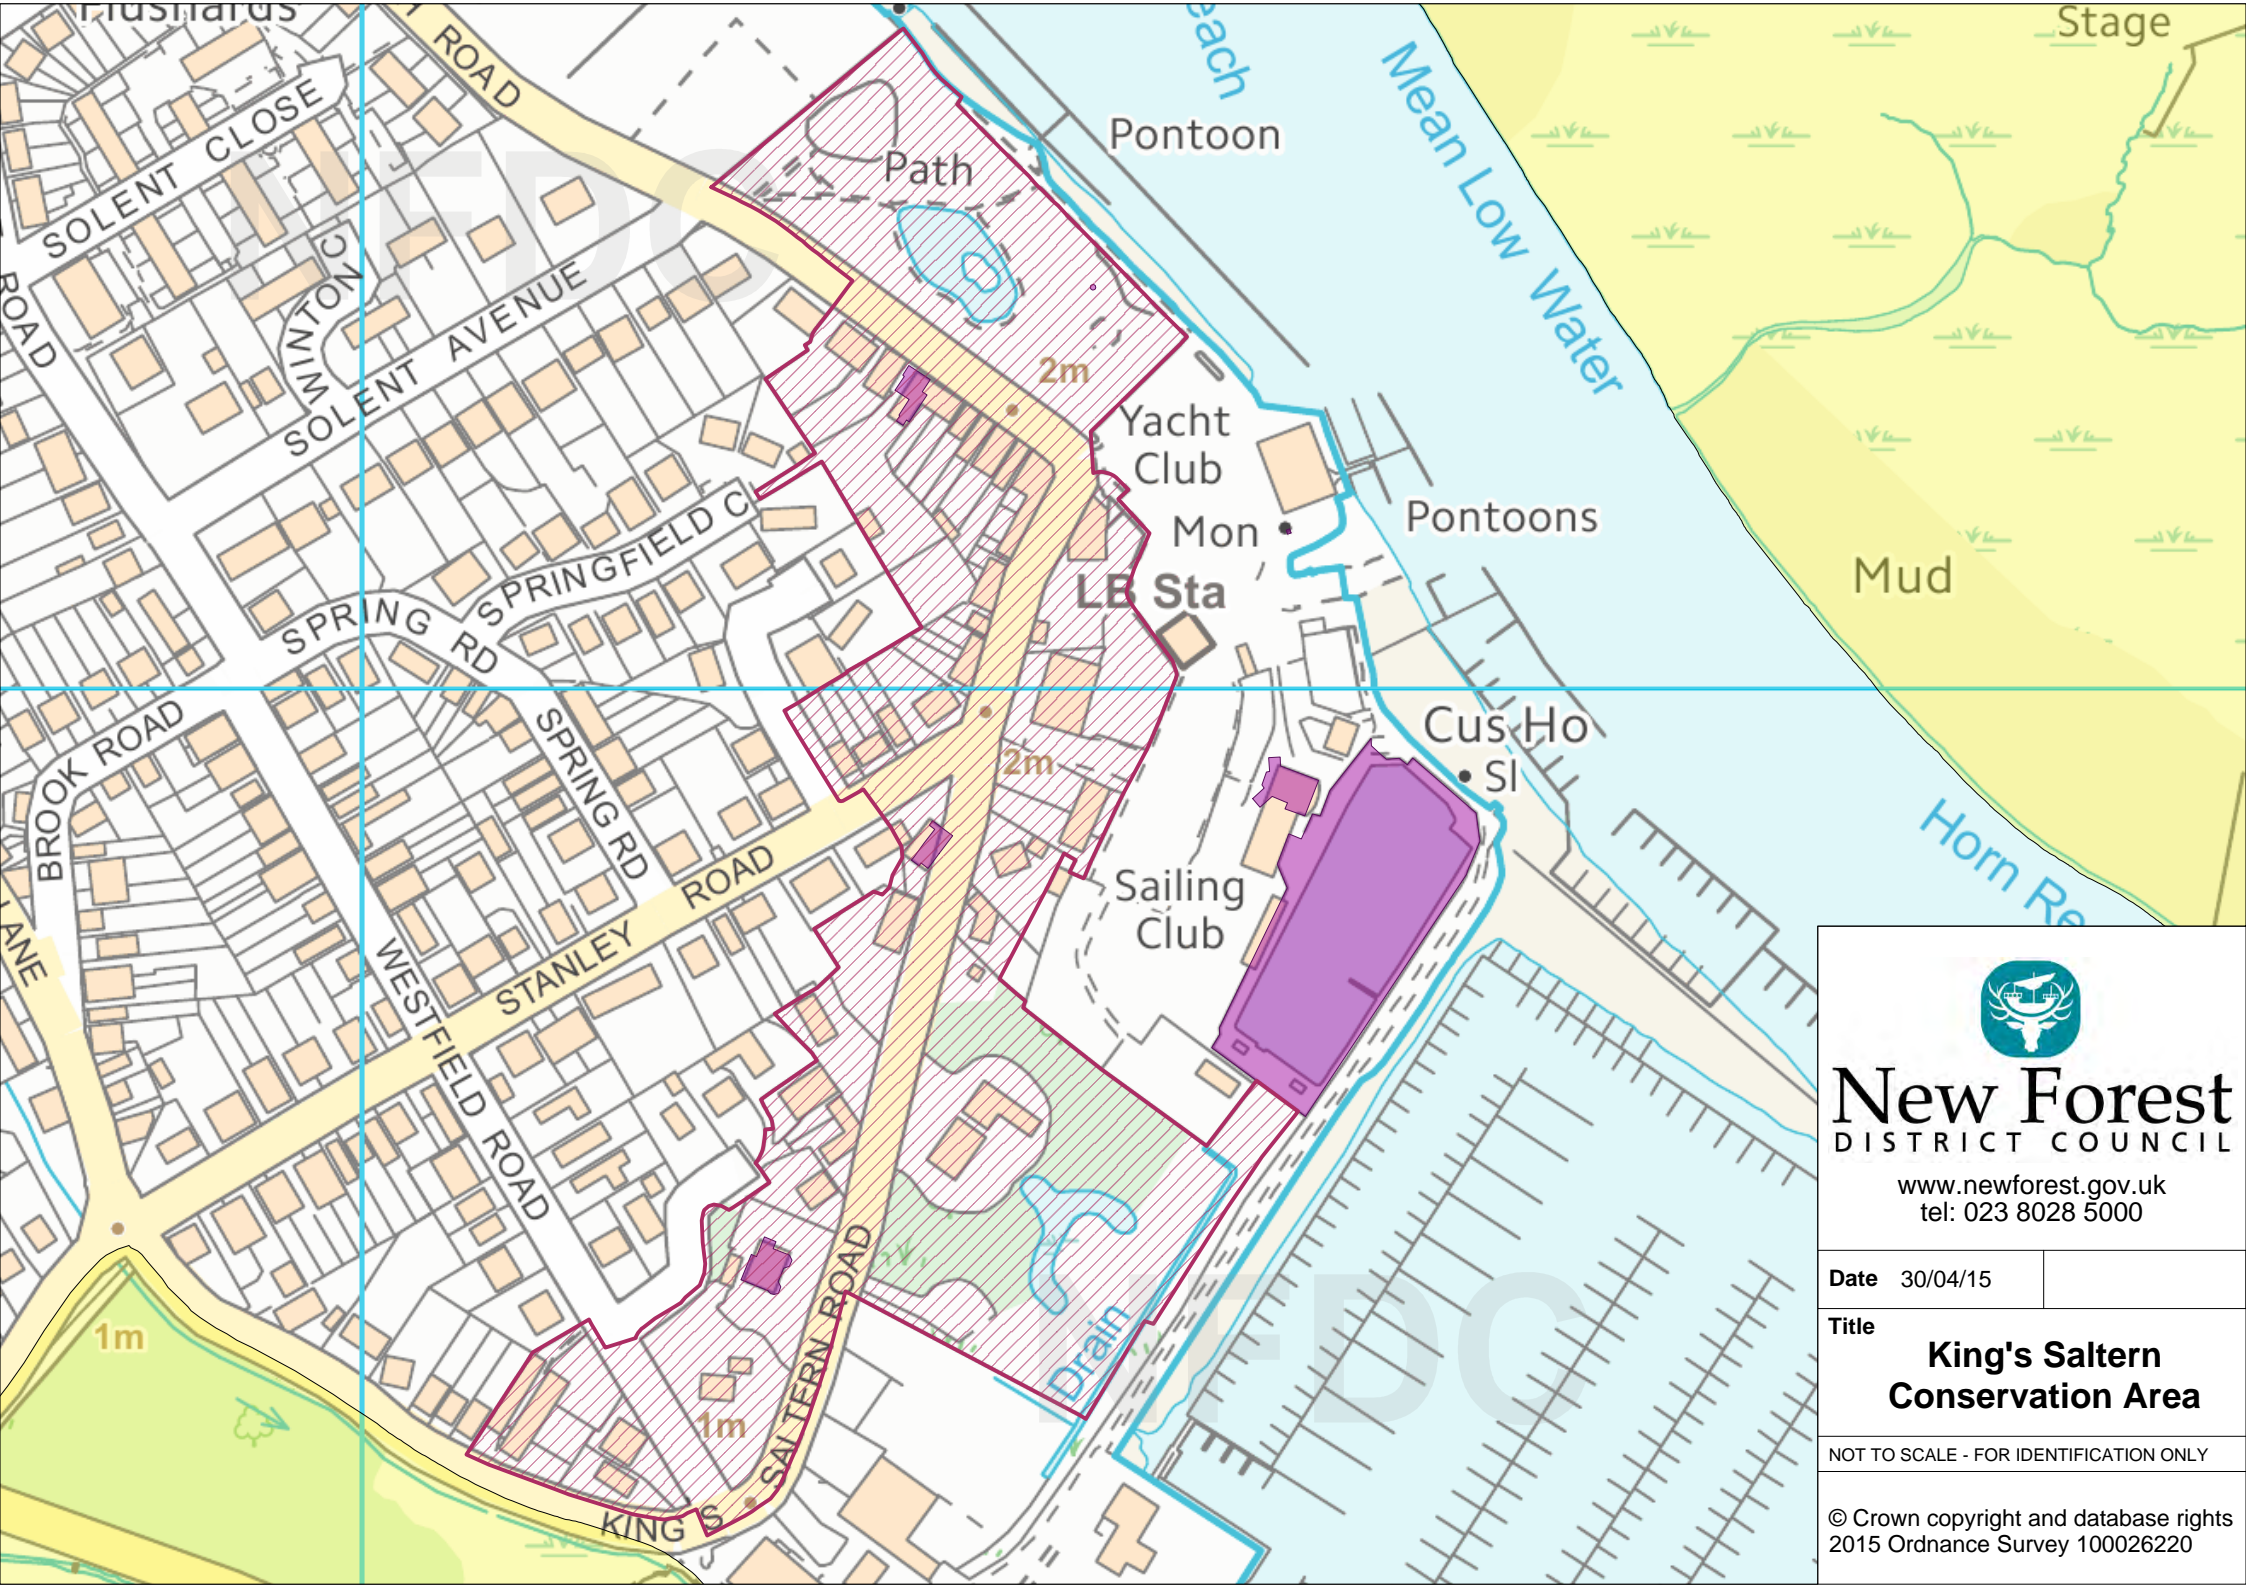 Flushards
ROAD
Stage
each
Mean Low Water
Pontoon
Path
SOLENT CLOSE
NFDC
WINTON C
SOLENT AVENUE
ROAD
2m
Yacht
Club
Mon
Pontoons
LB Sta
Mud
SPRINGFIELD C
SPRING RD
SPRING RD
BROOK ROAD
Cus Ho
Sl
2m
Horn Re
Sailing
Club
STANLEY ROAD
LANE
WESTFIELD ROAD
1m
1m
SALTERN ROAD
KING'S
Drain
NFDC
New Forest
DISTRICT COUNCIL
www.newforest.gov.uk
tel: 023 8028 5000
Date 30/04/15
Title
King's Saltern
Conservation Area
NOT TO SCALE - FOR IDENTIFICATION ONLY
© Crown copyright and database rights
2015 Ordnance Survey 100026220